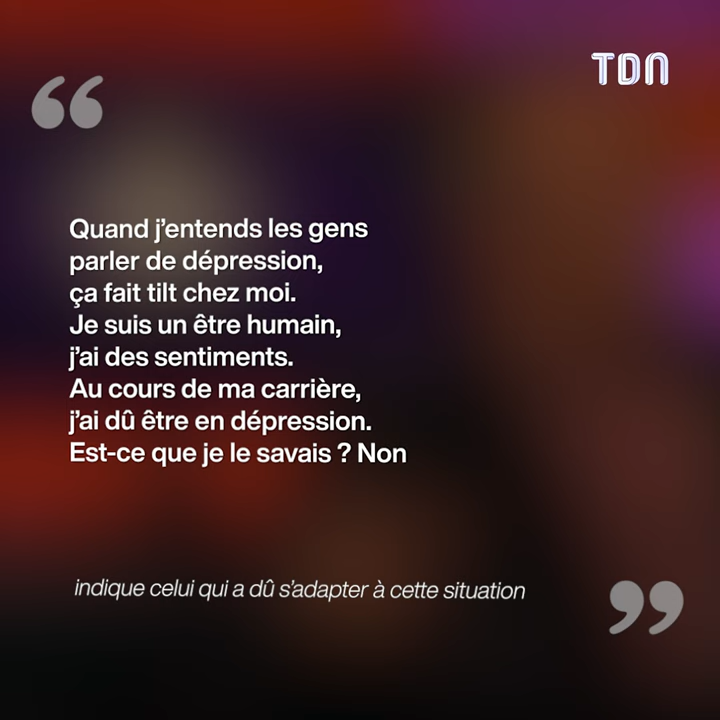 TDN
“
Quand j’entends les gens
parler de dépression,
ça fait tilt chez moi.
Je suis un être humain,
j’ai des sentiments.
Au cours de ma carrière,
j’ai dû être en dépression.
Est-ce que je le savais ? Non
indique celui qui a dû s’adapter à cette situation
”